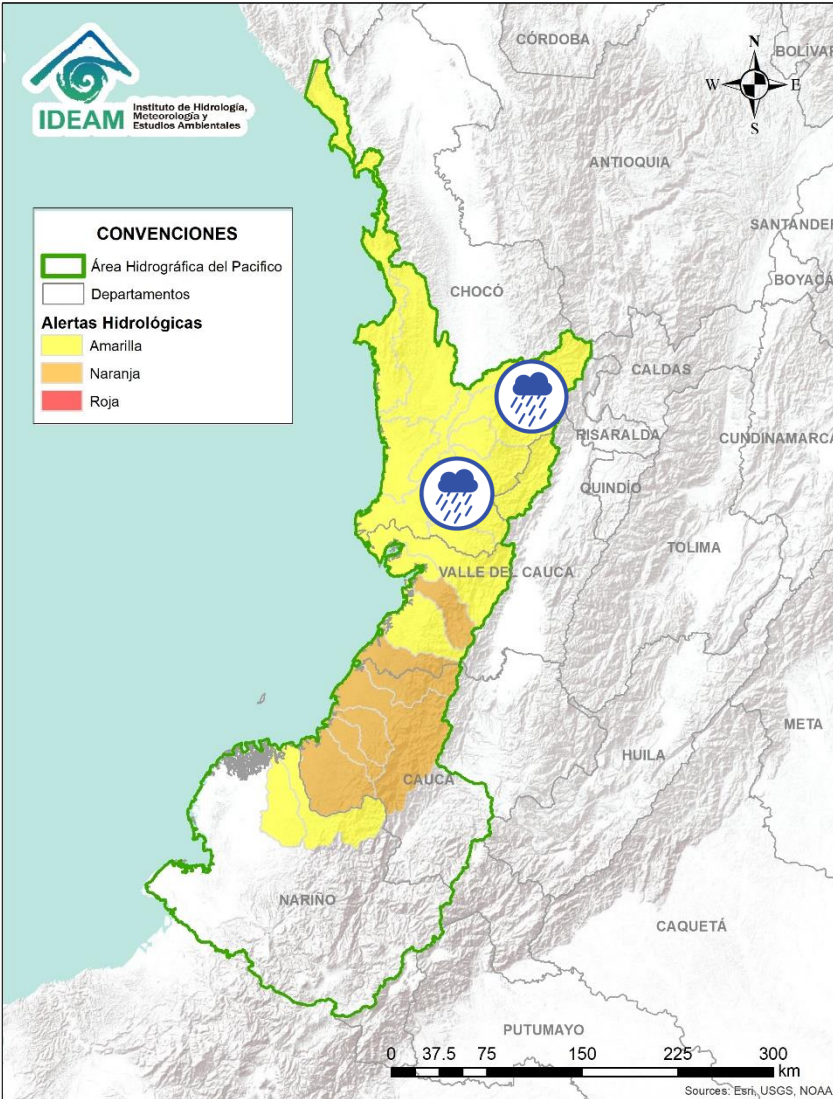 IDEAM
Instituto de Hidrología,
Meteorología y
Estudios Ambientales
CÓRDOBA
BOLÍVAR
N
W
E
S
ANTIOQUIA
SANTANDER
BOYACÁ
CONVENCIONES
Área Hidrográfica del Pacifico
Departamentos
Alertas Hidrológicas
Amarilla
Naranja
Roja
CHOCÓ
CALDAS
RISARALDA
CUNDINAMARCA
QUINDÍO
TOLIMA
VALLE DEL CAUCA
META
HUILA
CAUCA
NARIÑO
CAQUETÁ
PUTUMAYO
0 37.5 75 150 225 300
km
Sources: Esri, USGS, NOAA